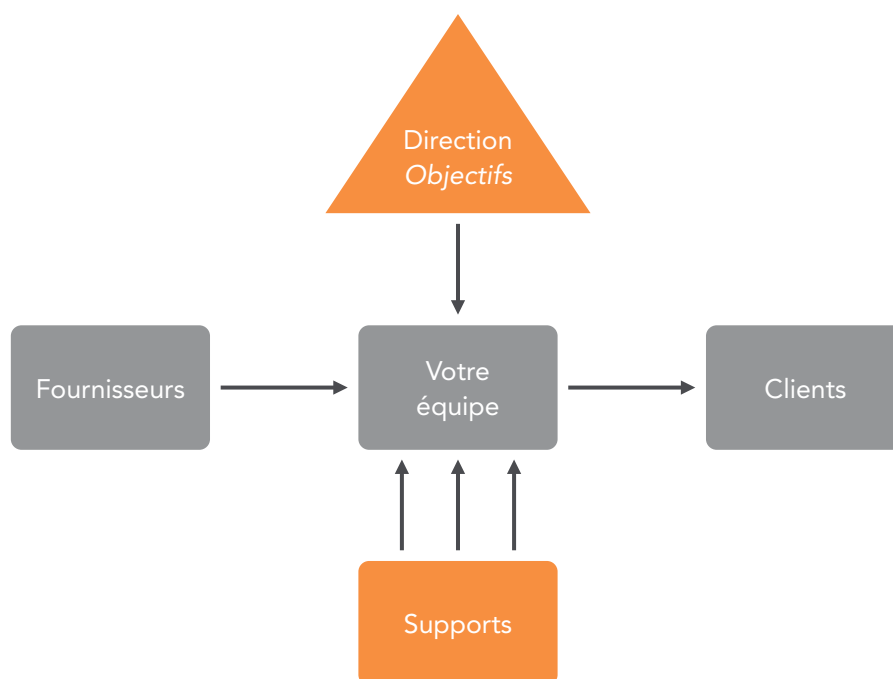 Direction
Objectifs
Fournisseurs
Votre
équipe
Clients
Supports